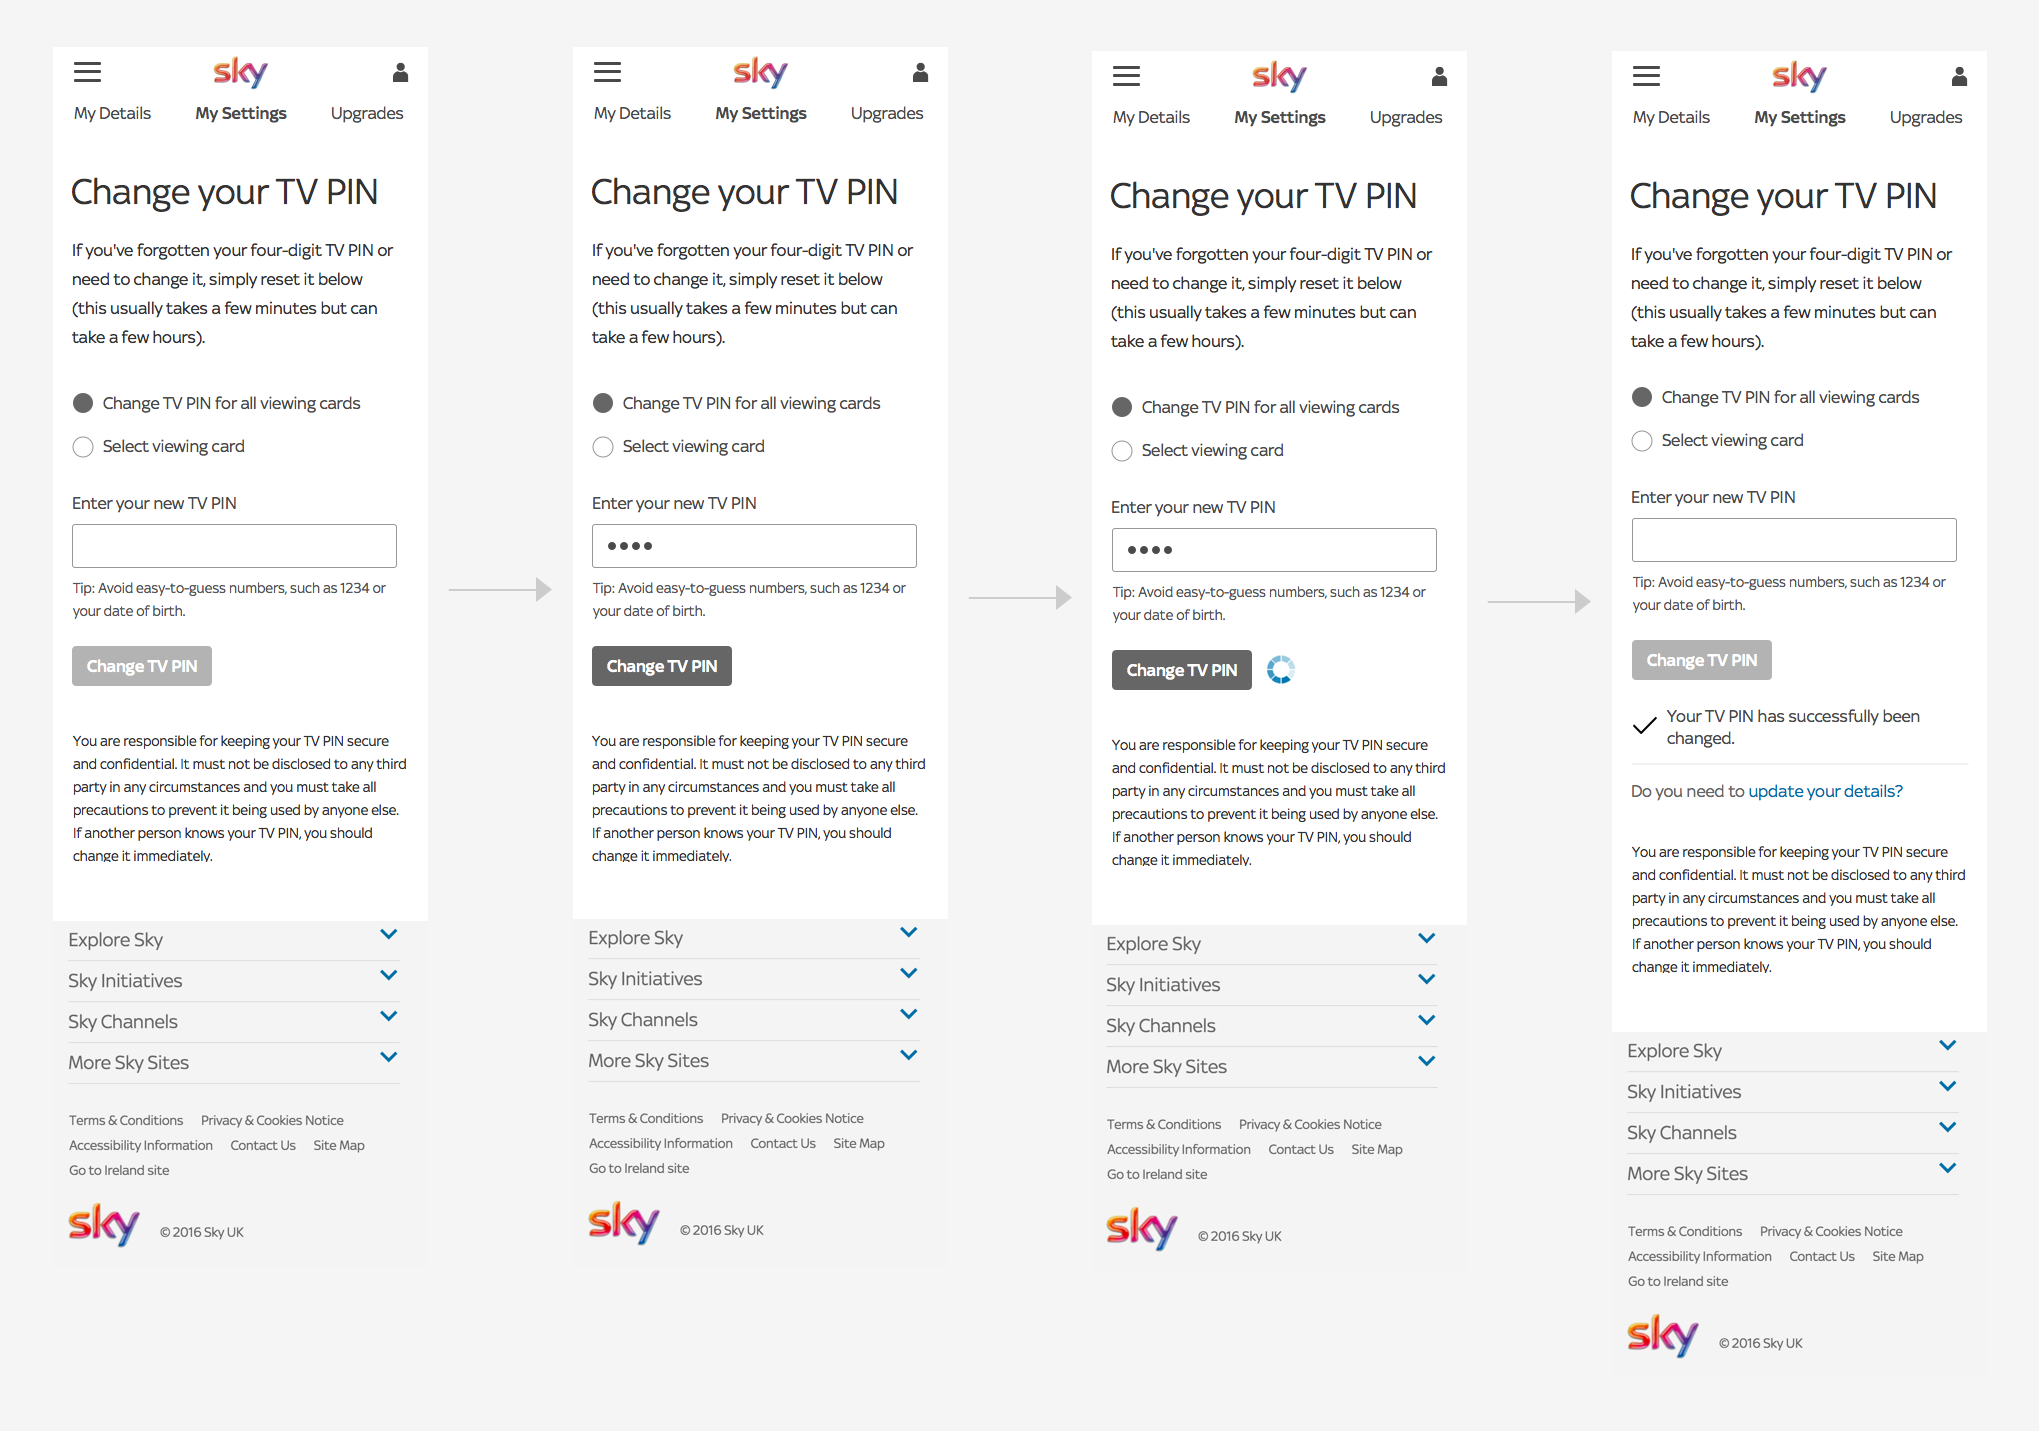 sky
My Details My Settings Upgrades
Change your TV PIN
If you've forgotten your four-digit TV PIN or
need to change it, simply reset it below
(this usually takes a few minutes but can
take a few hours).
Change TV PIN for all viewing cards
Select viewing card
Enter your new TV PIN
Tip: Avoid easy-to-guess numbers, such as 1234 or
your date of birth.
Change TV PIN
You are responsible for keeping your TV PIN secure
and confidential. It must not be disclosed to any third
party in any circumstances and you must take all
precautions to prevent it being used by anyone else.
If another person knows your TV PIN, you should
change it immediately.
Explore Sky
Sky Initiatives
Sky Channels
More Sky Sites
Terms & Conditions Privacy & Cookies Notice
Accessibility Information Contact Us Site Map
Go to Ireland site
sky © 2016 Sky UK
sky
My Details My Settings Upgrades
Change your TV PIN
If you've forgotten your four-digit TV PIN or
need to change it, simply reset it below
(this usually takes a few minutes but can
take a few hours).
Change TV PIN for all viewing cards
Select viewing card
Enter your new TV PIN
••••
Tip: Avoid easy-to-guess numbers, such as 1234 or
your date of birth.
Change TV PIN
You are responsible for keeping your TV PIN secure
and confidential. It must not be disclosed to any third
party in any circumstances and you must take all
precautions to prevent it being used by anyone else.
If another person knows your TV PIN, you should
change it immediately.
Explore Sky
Sky Initiatives
Sky Channels
More Sky Sites
Terms & Conditions Privacy & Cookies Notice
Accessibility Information Contact Us Site Map
Go to Ireland site
sky © 2016 Sky UK
sky
My Details My Settings Upgrades
Change your TV PIN
If you've forgotten your four-digit TV PIN or
need to change it, simply reset it below
(this usually takes a few minutes but can
take a few hours).
Change TV PIN for all viewing cards
Select viewing card
Enter your new TV PIN
••••
Tip: Avoid easy-to-guess numbers, such as 1234 or
your date of birth.
Change TV PIN
You are responsible for keeping your TV PIN secure
and confidential. It must not be disclosed to any third
party in any circumstances and you must take all
precautions to prevent it being used by anyone else.
If another person knows your TV PIN, you should
change it immediately.
Explore Sky
Sky Initiatives
Sky Channels
More Sky Sites
Terms & Conditions Privacy & Cookies Notice
Accessibility Information Contact Us Site Map
Go to Ireland site
sky © 2016 Sky UK
sky
My Details My Settings Upgrades
Change your TV PIN
If you've forgotten your four-digit TV PIN or
need to change it, simply reset it below
(this usually takes a few minutes but can
take a few hours).
Change TV PIN for all viewing cards
Select viewing card
Enter your new TV PIN
Tip: Avoid easy-to-guess numbers, such as 1234 or
your date of birth.
Change TV PIN
Your TV PIN has successfully been
changed.
Do you need to update your details?
You are responsible for keeping your TV PIN secure
and confidential. It must not be disclosed to any third
party in any circumstances and you must take all
precautions to prevent it being used by anyone else.
If another person knows your TV PIN, you should
change it immediately.
Explore Sky
Sky Initiatives
Sky Channels
More Sky Sites
Terms & Conditions Privacy & Cookies Notice
Accessibility Information Contact Us Site Map
Go to Ireland site
sky © 2016 Sky UK